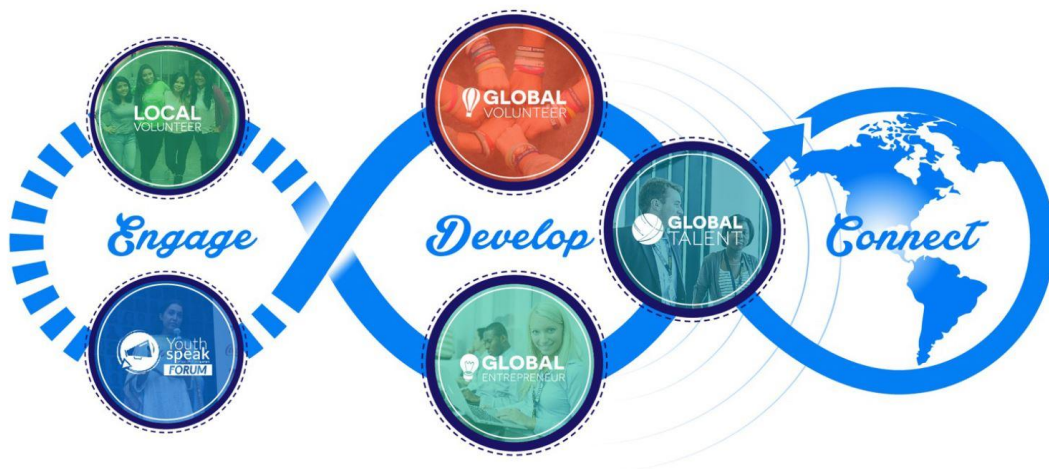 LOCAL
VOLUNTEER
Engage
Youth
speak
FORUM
GLOBAL
VOLUNTEER
Develop
GLOBAL
ENTREPRENEUR
GLOBAL
TALENT
Connect